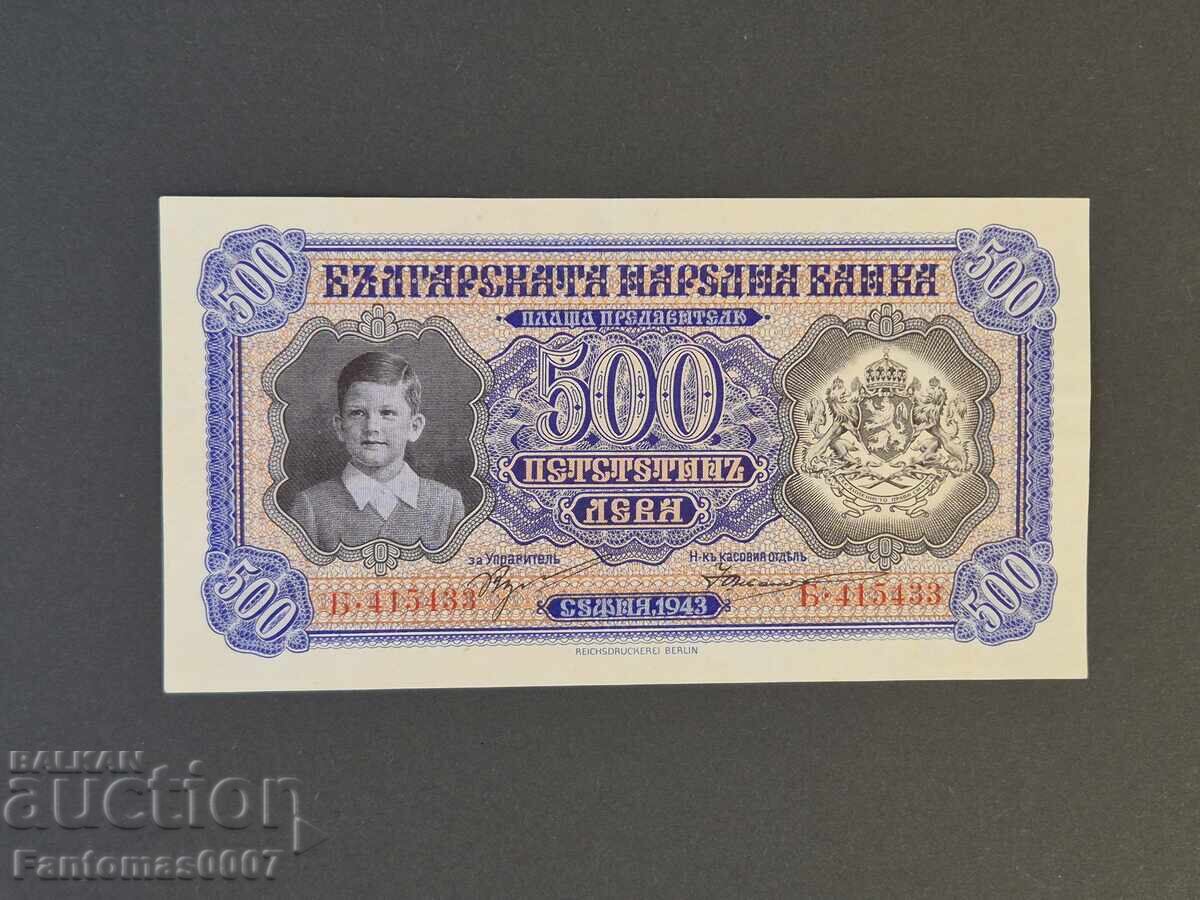 500 500
БЪЛГАРСКАТА НАРОДНА БАНКА
ПЛАЩА ПРЕДЯВИТЕЛЮ
500
ПЕТСТОТИНЪ
ЛЕВА
за Управитель Н-къ касовия отдѣлъ
Б·415433 Б·415433
СОФИЯ, 1943
500 500
REICHSDRUCKEREI BERLIN
BALKAN
auction
Fantomas0007